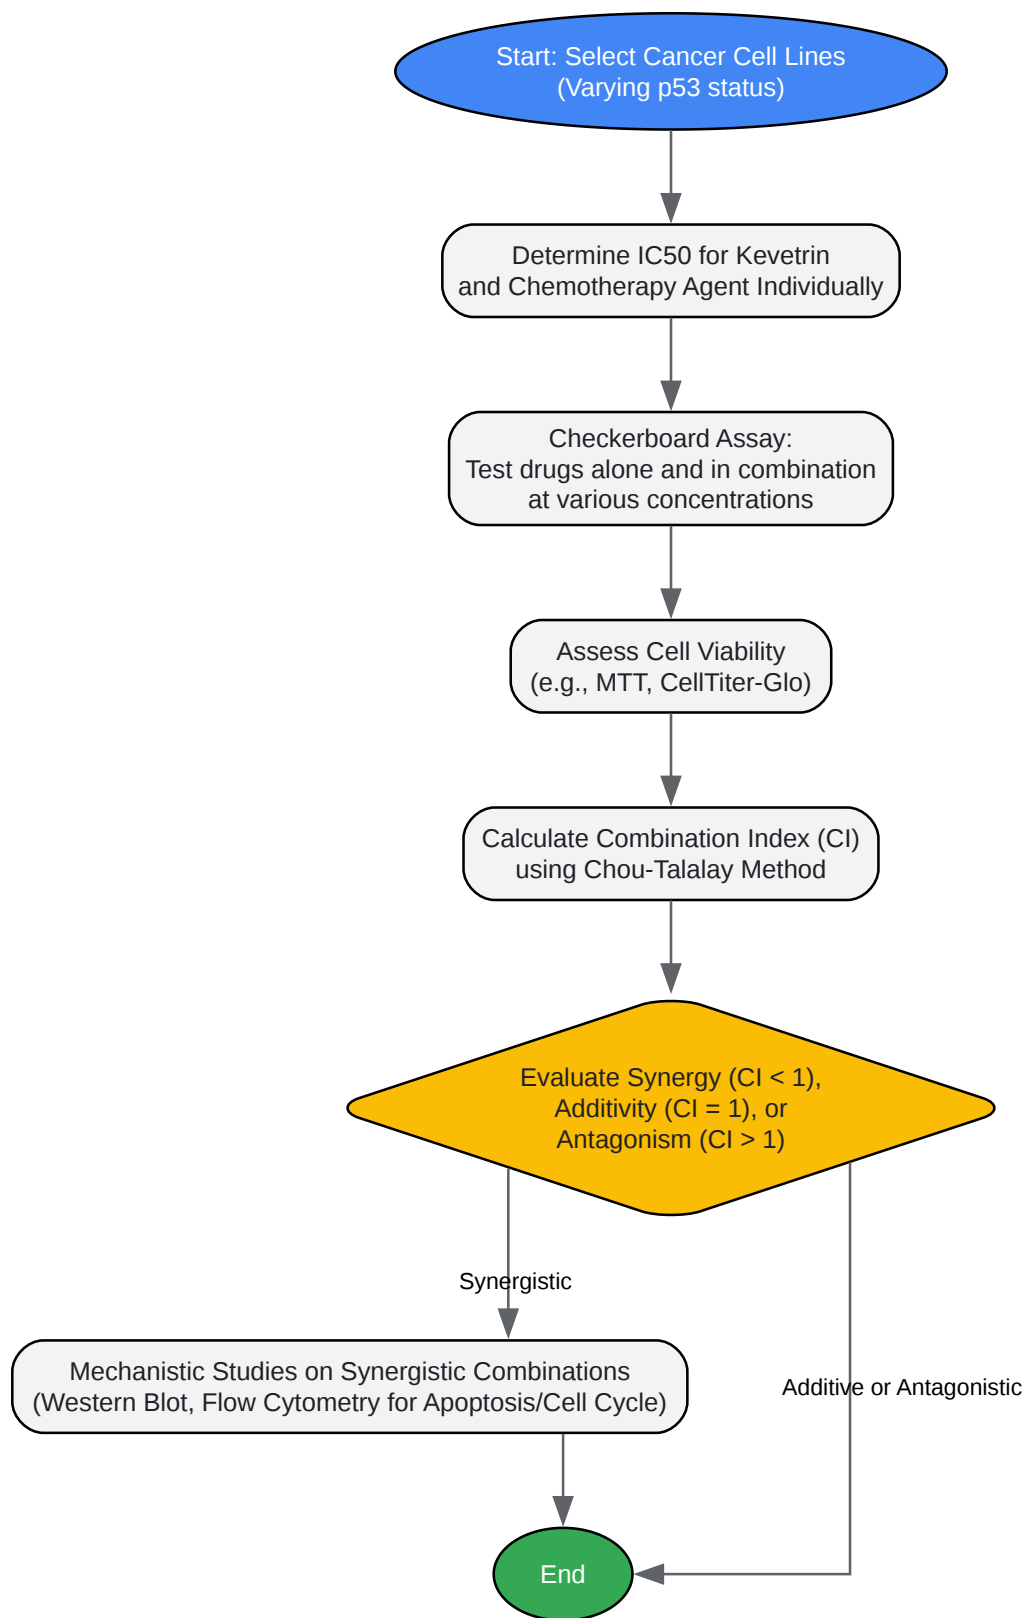 Start: Select Cancer Cell Lines
(Varying p53 status)
Determine IC50 for Kevetrin
and Chemotherapy Agent Individually
Checkerboard Assay:
Test drugs alone and in combination
at various concentrations
Assess Cell Viability
(e.g., MTT, CellTiter-Glo)
Calculate Combination Index (CI)
using Chou-Talalay Method
Evaluate Synergy (CI < 1),
Additivity (CI = 1), or
Antagonism (CI > 1)
Synergistic
Mechanistic Studies on Synergistic Combinations
(Western Blot, Flow Cytometry for Apoptosis/Cell Cycle)
Additive or Antagonistic
End